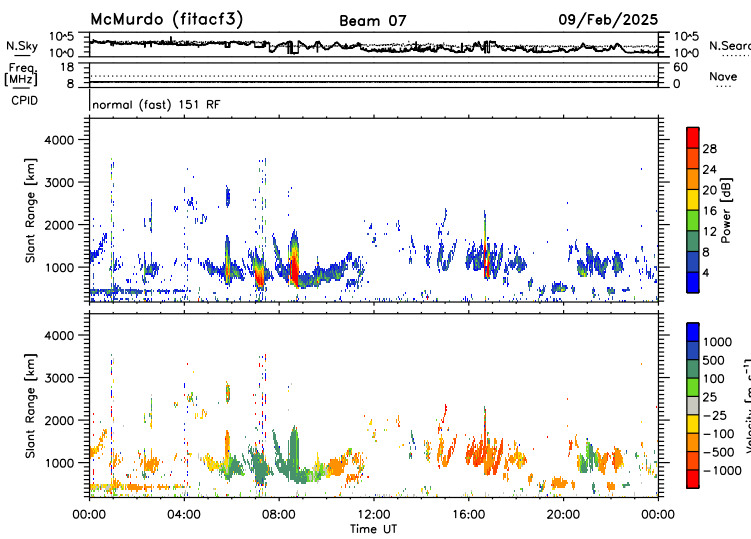 McMurdo (fitacf3) Beam 07 09/Feb/2025
N.Sky 10^5 10^0 10^5 10^0
Freq. [MHz] 18 8 60 0 Nave
CPID normal (fast) 151 RF
Slant Range [km] 4000 3000 2000 1000
Power [dB] 28 24 20 16 12 8 4
Slant Range [km] 4000 3000 2000 1000
1000 500 100 25 -25 -100 -500 -1000
00:00 04:00 08:00 12:00 16:00 20:00 00:00
Time UT